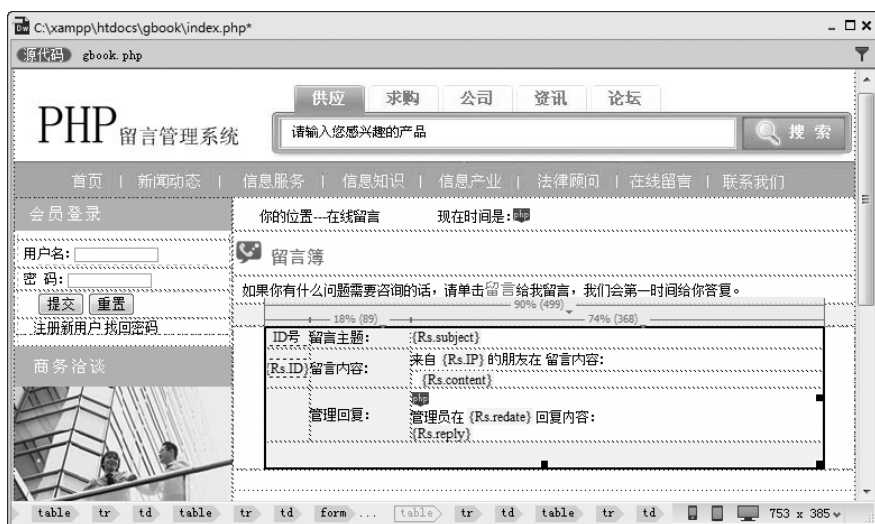 Dw C:\xampp\htdocs\gbook\index.php*
源代码 gbook.php
供应 求购 公司 资讯 论坛
PHP留言管理系统
请输入您感兴趣的产品 搜索
首页 | 新闻动态 | 信息服务 | 信息知识 | 信息产业 | 法律顾问 | 在线留言 | 联系我们
会员登录
你的位置---在线留言 现在时间是:php
用户名:
留言簿
密 码:
如果你有什么问题需要咨询的话，请单击留言给我留言，我们会第一时间给你答复。
提交 重置
90% (499)
18% (89) 74% (368)
注册新用户 找回密码
ID号 留言主题: {Rs.subject}
商务洽谈
{Rs.ID} 留言内容: 来自 {Rs.IP} 的朋友在 留言内容:
{Rs.content}
php
管理回复: 管理员在 {Rs.redate} 回复内容:
{Rs.reply}
table tr td table tr td form ... table tr td table tr td 753 x 385